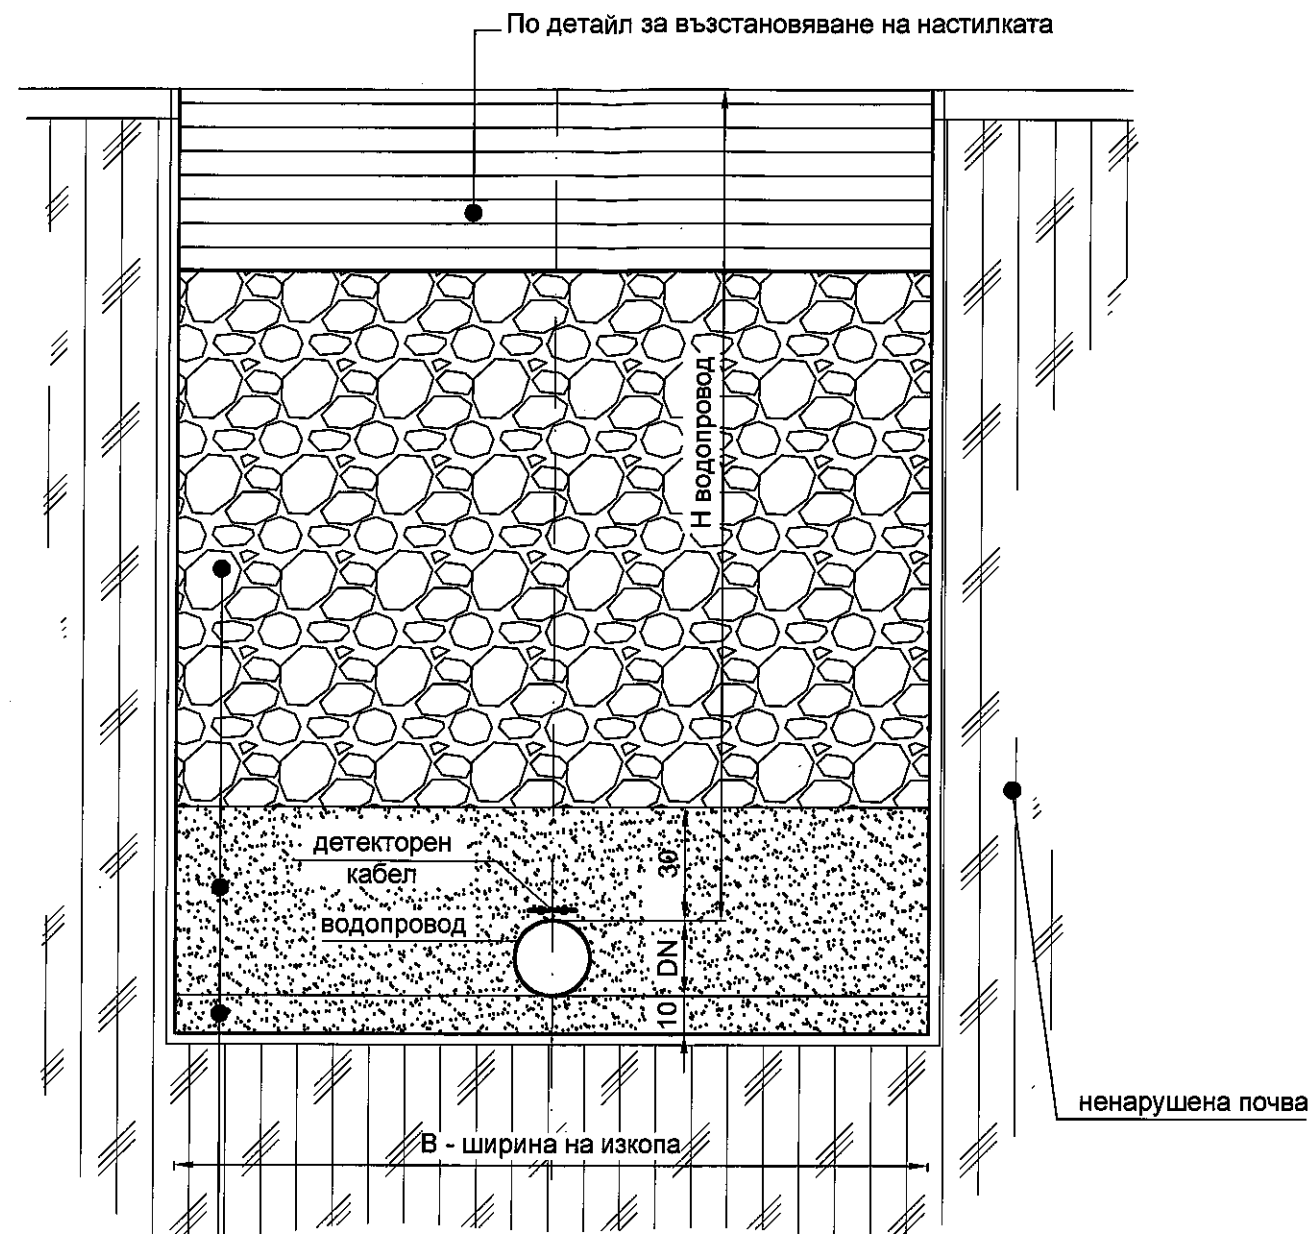 По детайл за възстановяване на настилката
Н водопровод
детекторен
кабел
30
водопровод
DN
10
ненарушена почва
В - ширина на изкопа